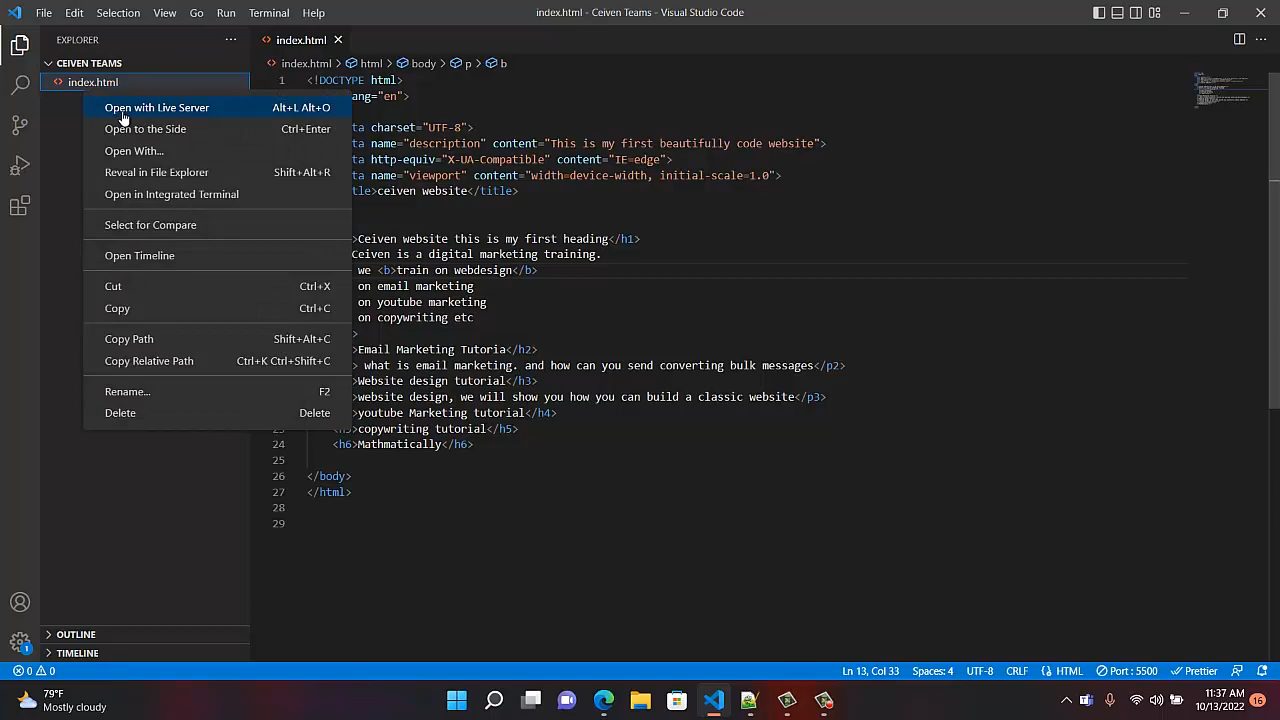 File Edit Selection View Go Run Terminal Help
index.html - Ceiven Teams - Visual Studio Code
EXPLORER
index.html
CEIVEN TEAMS
index.html
index.html > html > body > p > b
Open with Live Server Alt+L Alt+O
Open to the Side Ctrl+Enter
Open With...
Reveal in File Explorer Shift+Alt+R
Open in Integrated Terminal
Select for Compare
Open Timeline
Cut Ctrl+X
Copy Ctrl+C
Copy Path Shift+Alt+C
Copy Relative Path Ctrl+K Ctrl+Shift+C
Rename... F2
Delete Delete
1 <!DOCTYPE html>
ang="en">
ta charset="UTF-8">
ta name="description" content="This is my first beautifully code website">
ta http-equiv="X-UA-Compatible" content="IE=edge">
ta name="viewport" content="width=device-width, initial-scale=1.0">
tle>ceiven website</title>
>Ceiven website this is my first heading</h1>
Ceiven is a digital marketing training.
we <b>train on webdesign</b>
on email marketing
on youtube marketing
on copywriting etc
>
Email Marketing Tutoria</h2>
> what is email marketing. and how can you send converting bulk messages</p2>
Website design tutorial</h3>
website design, we will show you how you can build a classic website</p3>
youtube Marketing tutorial</h4>
>copywriting tutorial</h5>
24 <h6>Mathmatically</h6>
25
26 </body>
27 </html>
28
29
OUTLINE
TIMELINE
1
0 0
Ln 13, Col 33 Spaces: 4 UTF-8 CRLF HTML Port : 5500 Prettier
79°F
Mostly cloudy
11:37 AM
10/13/2022
16